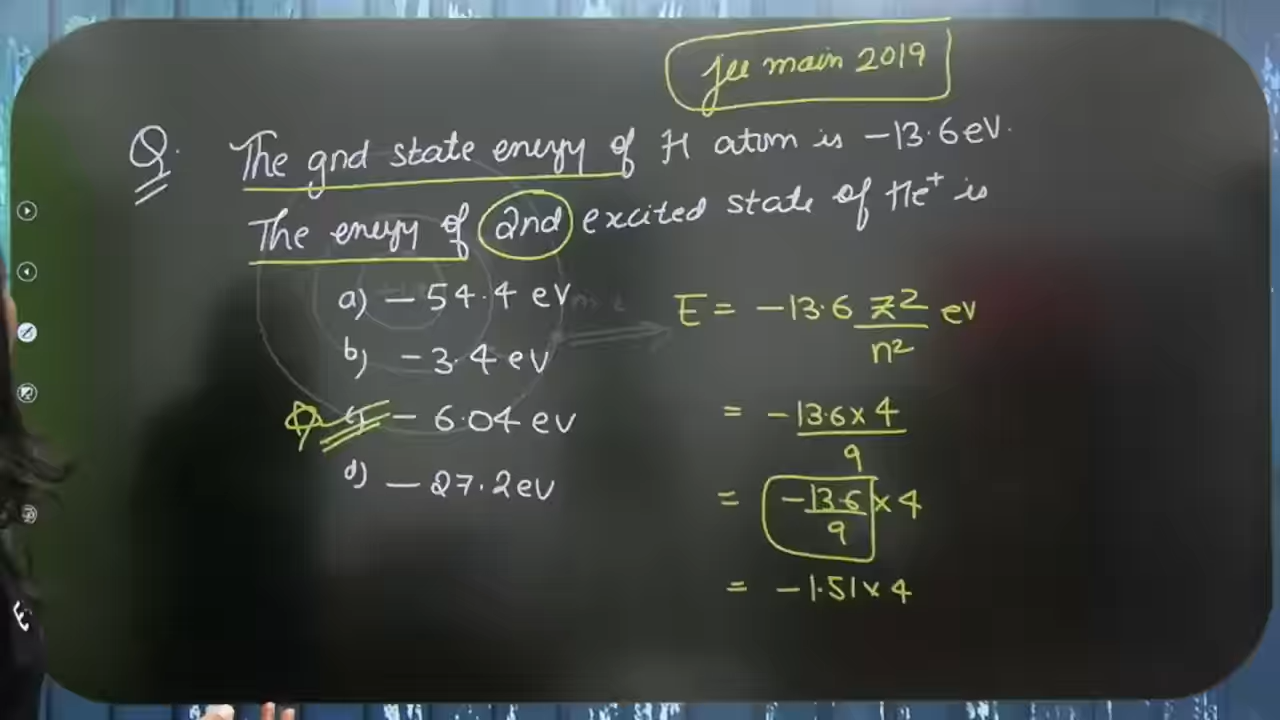 jee main 2019
Q. The gnd state energy of H atom is -13.6 eV.
The energy of 2nd excited state of He+ is
a) -54.4 eV
b) -3.4 eV
c) -6.04 eV
d) -27.2 eV
E = -13.6 z2/n2 eV
= -13.6 x 4/9
= -13.6/9 x 4
= -1.51 x 4